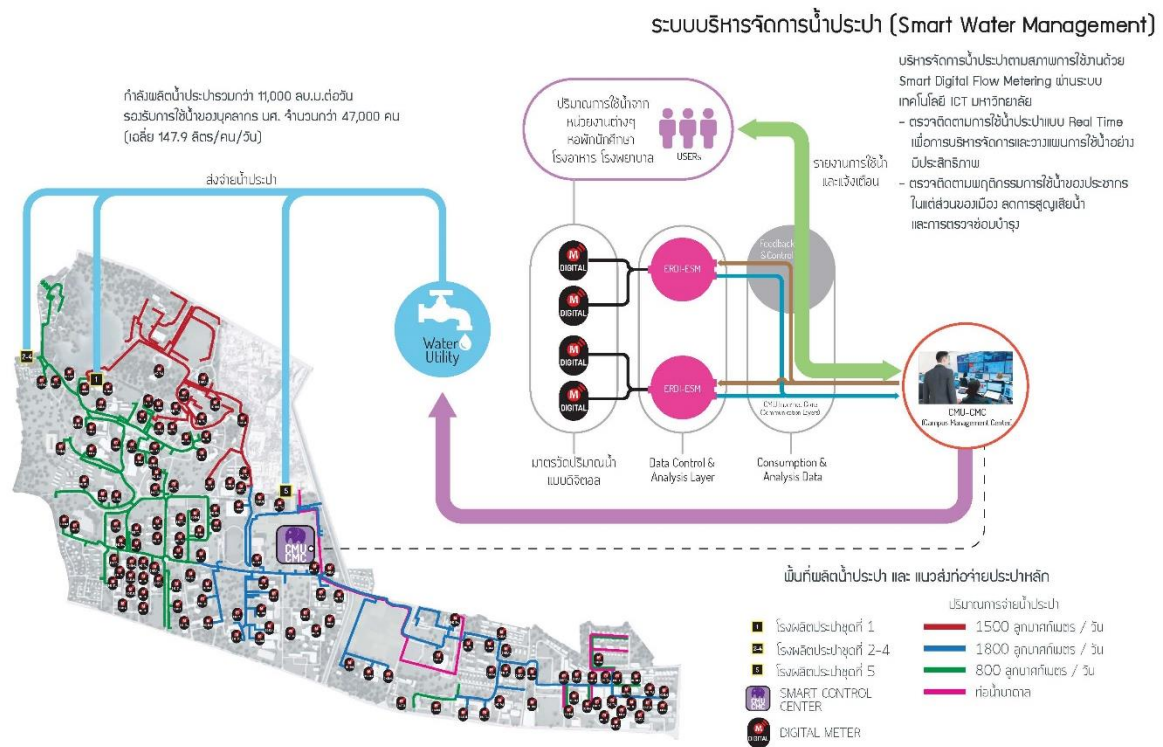 ระบบบริหารจัดการน้ำประปา (Smart Water Management)
กำลังผลิตน้ำประปารวมกว่า 11,000 ลบ.ม.ต่อวัน
รองรับการใช้น้ำของบุคลากร นศ. จำนวนกว่า 47,000 คน
(เฉลี่ย 147.9 ลิตร/คน/วัน)
ส่งจ่ายน้ำประปา
Water
Utility
ปริมาณการใช้น้ำจาก
หน่วยงานต่างๆ
หอพักนักศึกษา
โรงอาหาร โรงพยาบาล
USERs
รายงานการใช้น้ำ
และแจ้งเตือน
บริหารจัดการน้ำประปาตามสภาพการใช้งานด้วย
Smart Digital Flow Metering ผ่านระบบ
เทคโนโลยี ICT มหาวิทยาลัย
- ตรวจติดตามการใช้น้ำประปาแบบ Real Time
เพื่อการบริหารจัดการและวางแผนการใช้น้ำอย่าง
มีประสิทธิภาพ
- ตรวจติดตามพฤติกรรมการใช้น้ำของประชากร
ในแต่ส่วนของเมือง ลดการสูญเสียน้ำ
และการตรวจซ่อมบำรุง
M
DIGITAL
M
DIGITAL
M
DIGITAL
M
DIGITAL
ERDI-ESM
ERDI-ESM
Feedback
& Control
(Communication Layers)
มาตรวัดปริมาณน้ำ
แบบดิจิตอล
Data Control &
Analysis Layer
Consumption &
Analysis Data
CMU-CMC
(Campus Management Center)
2-4
1
5
CMU
CMC
พื้นที่ผลิตน้ำประปา และ แนวส่งท่อจ่ายประปาหลัก
ปริมาณการจ่ายน้ำประปา
1 โรงผลิตประปาชุดที่ 1
2-4 โรงผลิตประปาชุดที่ 2-4
5 โรงผลิตประปาชุดที่ 5
CMU
CMC
SMART CONTROL
CENTER
M
DIGITAL
DIGITAL METER
1500 ลูกบาศก์เมตร / วัน
1800 ลูกบาศก์เมตร / วัน
800 ลูกบาศก์เมตร / วัน
ท่อน้ำบาดาล